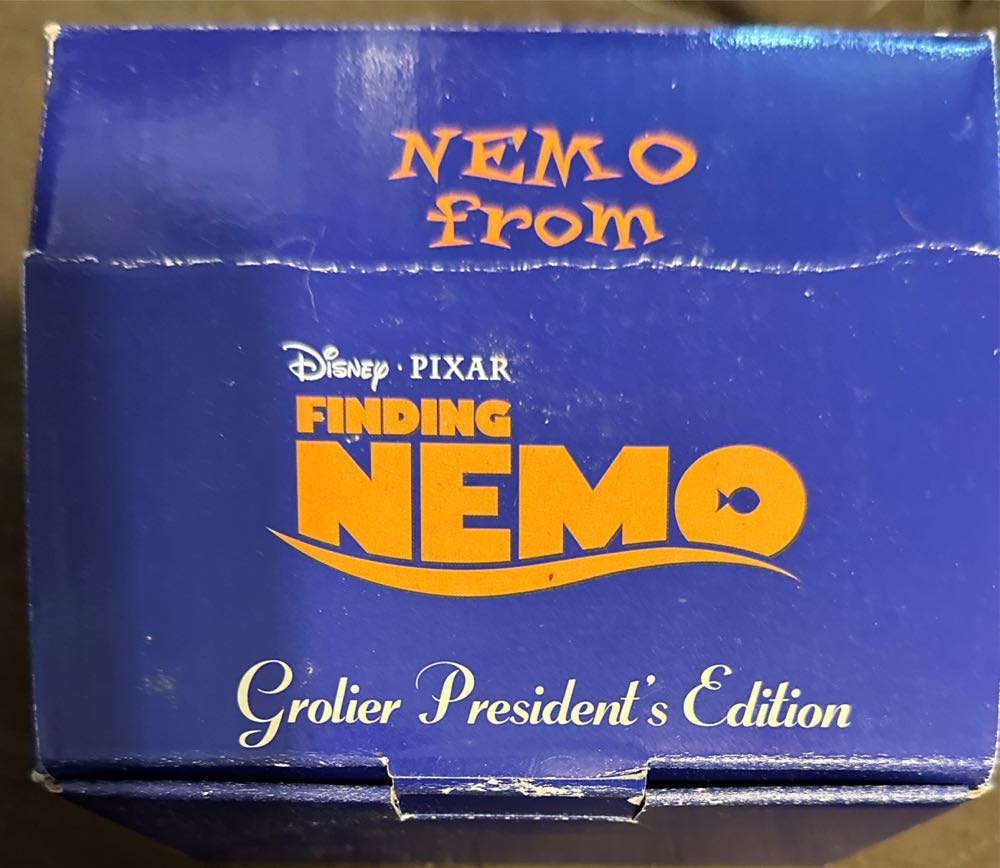 NEMO
from
Disney · PIXAR
FINDING
NEMO
Grolier President's Edition